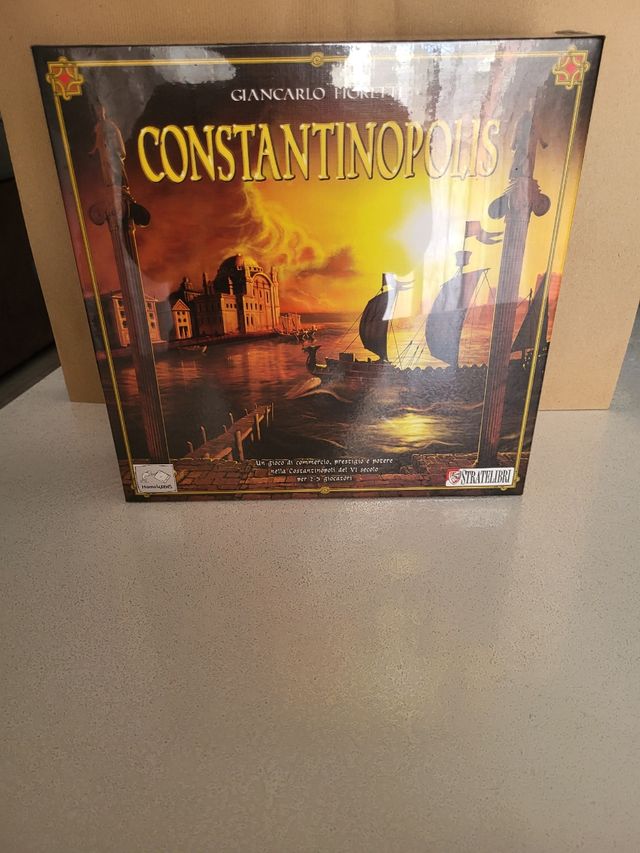 GIANCARLO FIORETTI
CONSTANTINOPOLIS
Un gioco di commercio, prestigio e potere
nella Costantinopoli del VI secolo
per 2-5 giocatori
STRATELIBRI